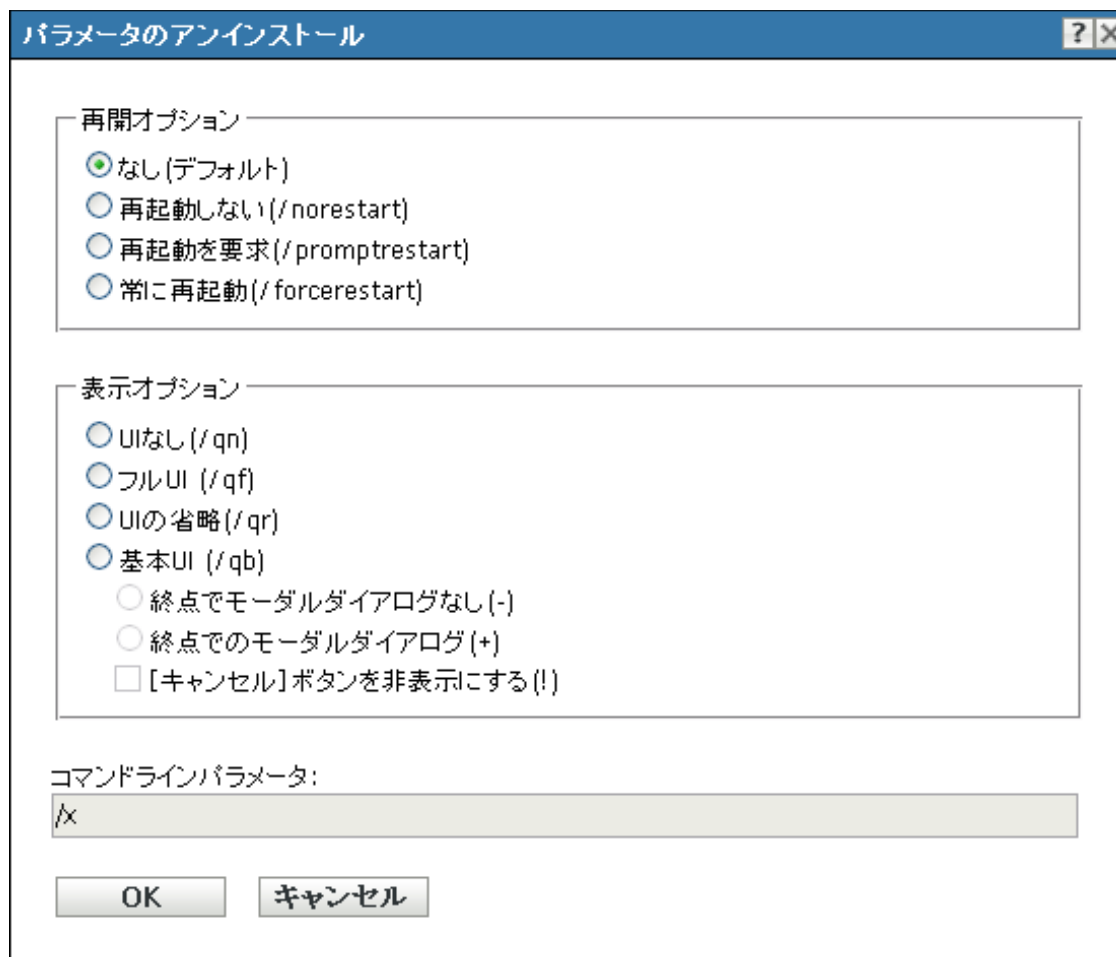 パラメータのアンインストール
再開オプション
なし(デフォルト)
再起動しない(/norestart)
再起動を要求(/promptrestart)
常に再起動(/forcerestart)
表示オプション
UIなし(/qn)
フルUI (/qf)
UIの省略(/qr)
基本UI (/qb)
終点でモーダルダイアログなし(-)
終点でのモーダルダイアログ(+)
[キャンセル]ボタンを非表示にする(!)
コマンドラインパラメータ:
/x
OK キャンセル